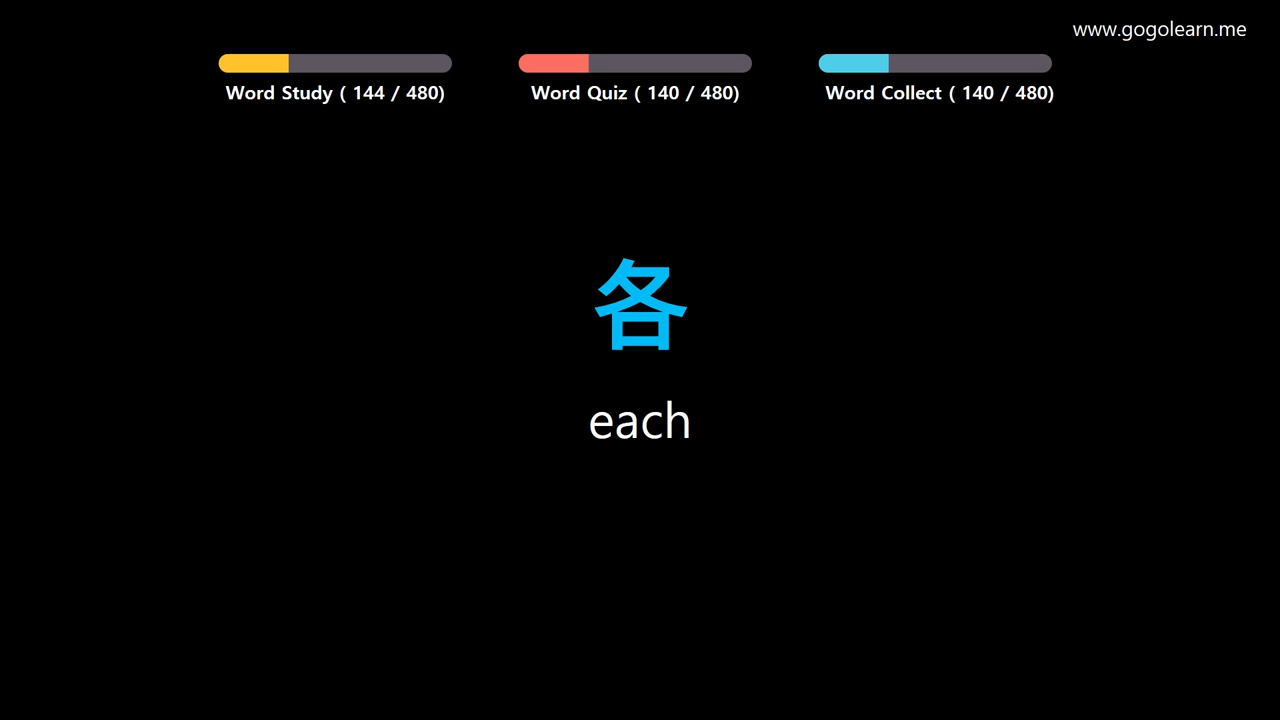 www.gogolearn.me
Word Study ( 144 / 480)
Word Quiz ( 140 / 480)
Word Collect ( 140 / 480)
各
each